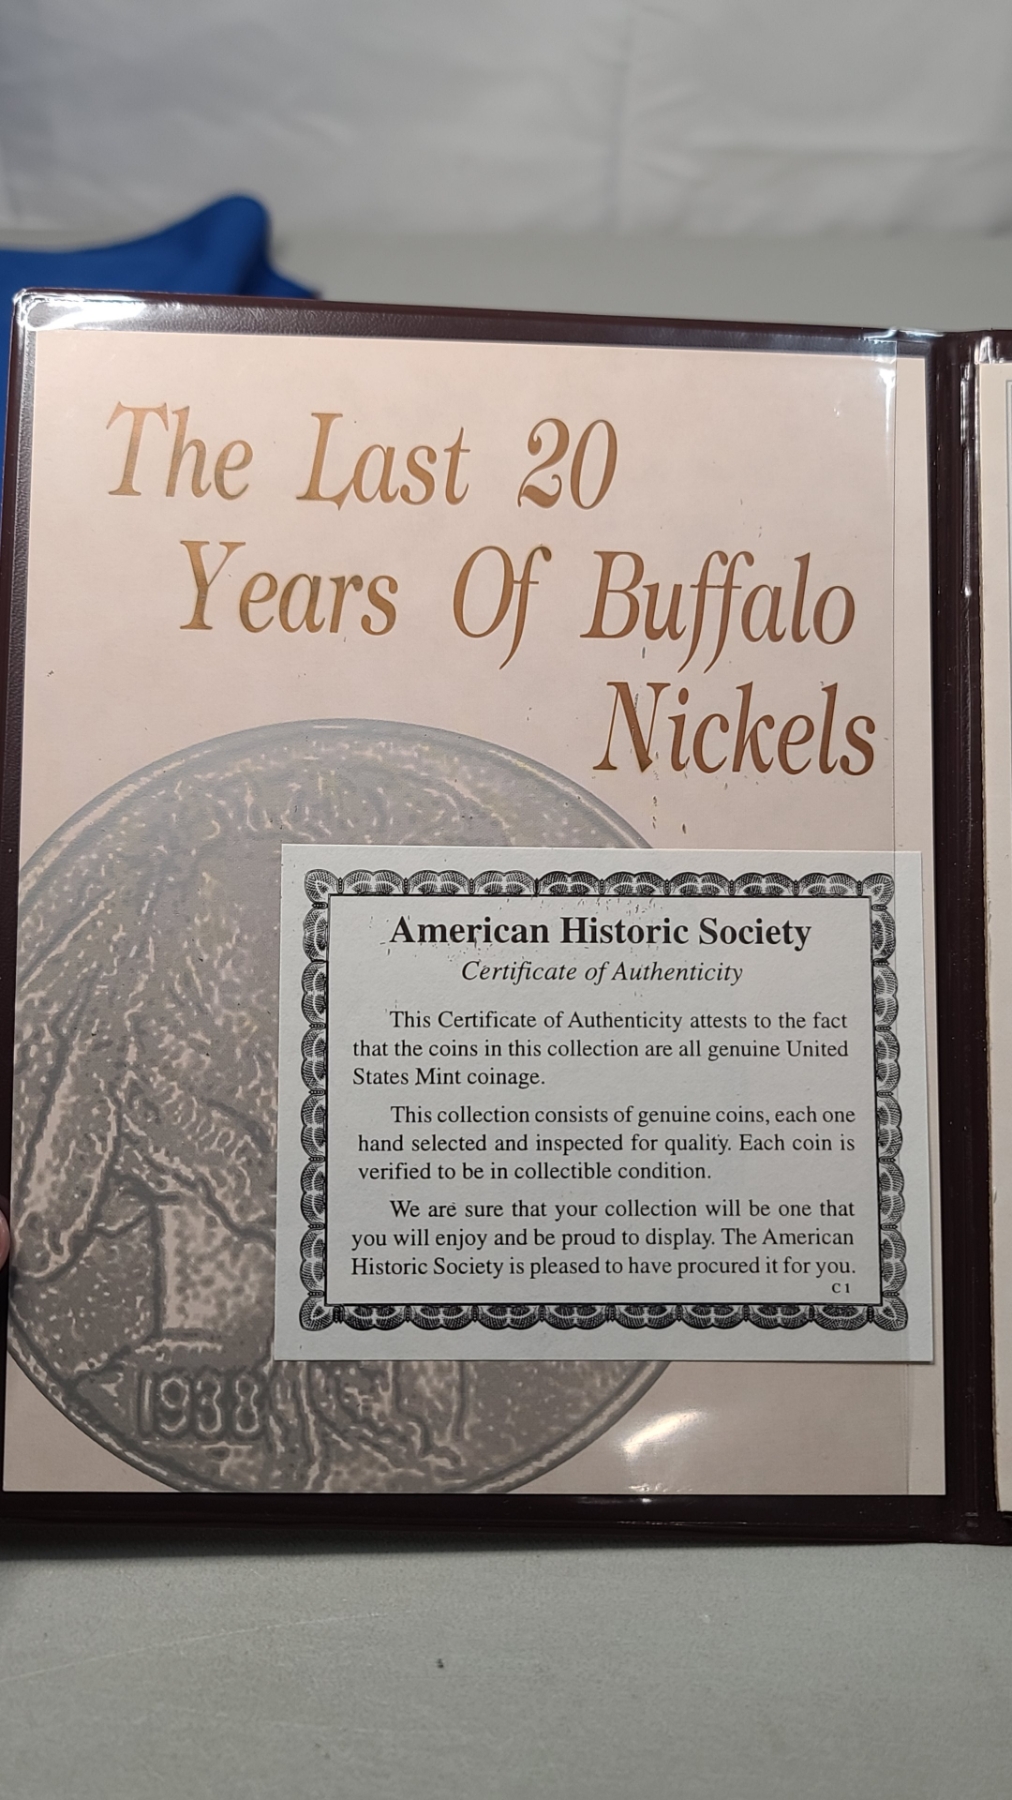 The Last 20
Years Of Buffalo
Nickels
American Historic Society
Certificate of Authenticity
This Certificate of Authenticity attests to the fact
that the coins in this collection are all genuine United
States Mint coinage.
This collection consists of genuine coins, each one
hand selected and inspected for quality. Each coin is
verified to be in collectible condition.
We are sure that your collection will be one that
you will enjoy and be proud to display. The American
Historic Society is pleased to have procured it for you.
C1
1938